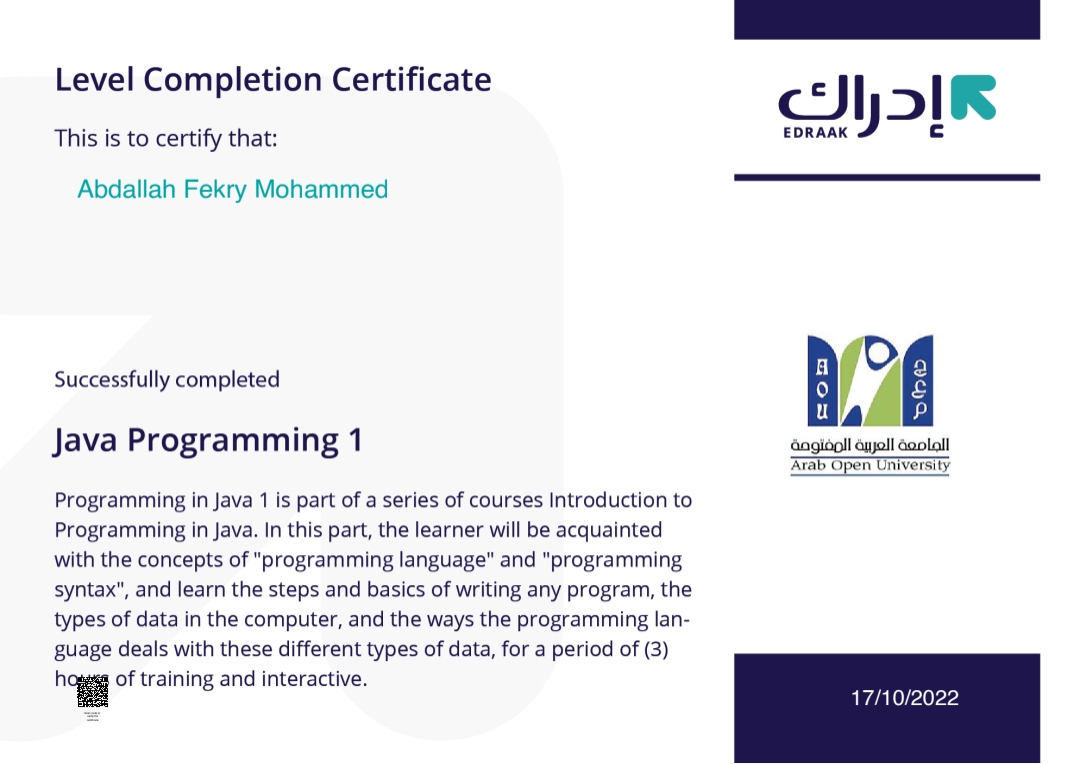 Level Completion Certificate
This is to certify that:
Abdallah Fekry Mohammed
Successfully completed
Java Programming 1
Programming in Java 1 is part of a series of courses Introduction to
Programming in Java. In this part, the learner will be acquainted
with the concepts of "programming language" and "programming
syntax", and learn the steps and basics of writing any program, the
types of data in the computer, and the ways the programming lan-
guage deals with these different types of data, for a period of (3)
hours of training and interactive.
إدراك
EDRAAK
AOU
م ع ج
الجامعة العربية المفتوحة
Arab Open University
17/10/2022